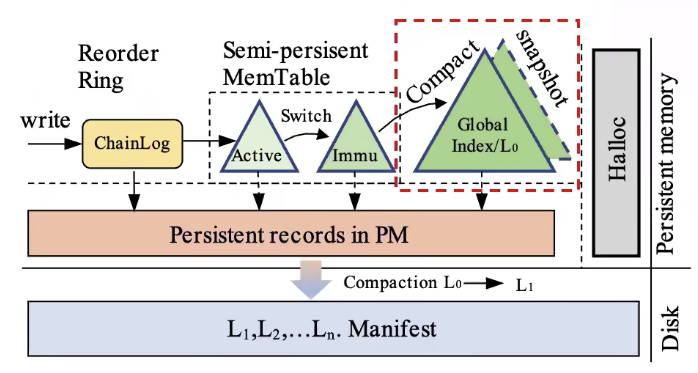 Reorder
Ring
Semi-persisent
MemTable
write
ChainLog
Active
Switch
Immu
Compact
snapshot
Global
Index/L₀
Halloc
Persistent memory
Persistent records in PM
Compaction L₀ → L₁
L₁,L₂,…Lₙ. Manifest
Disk